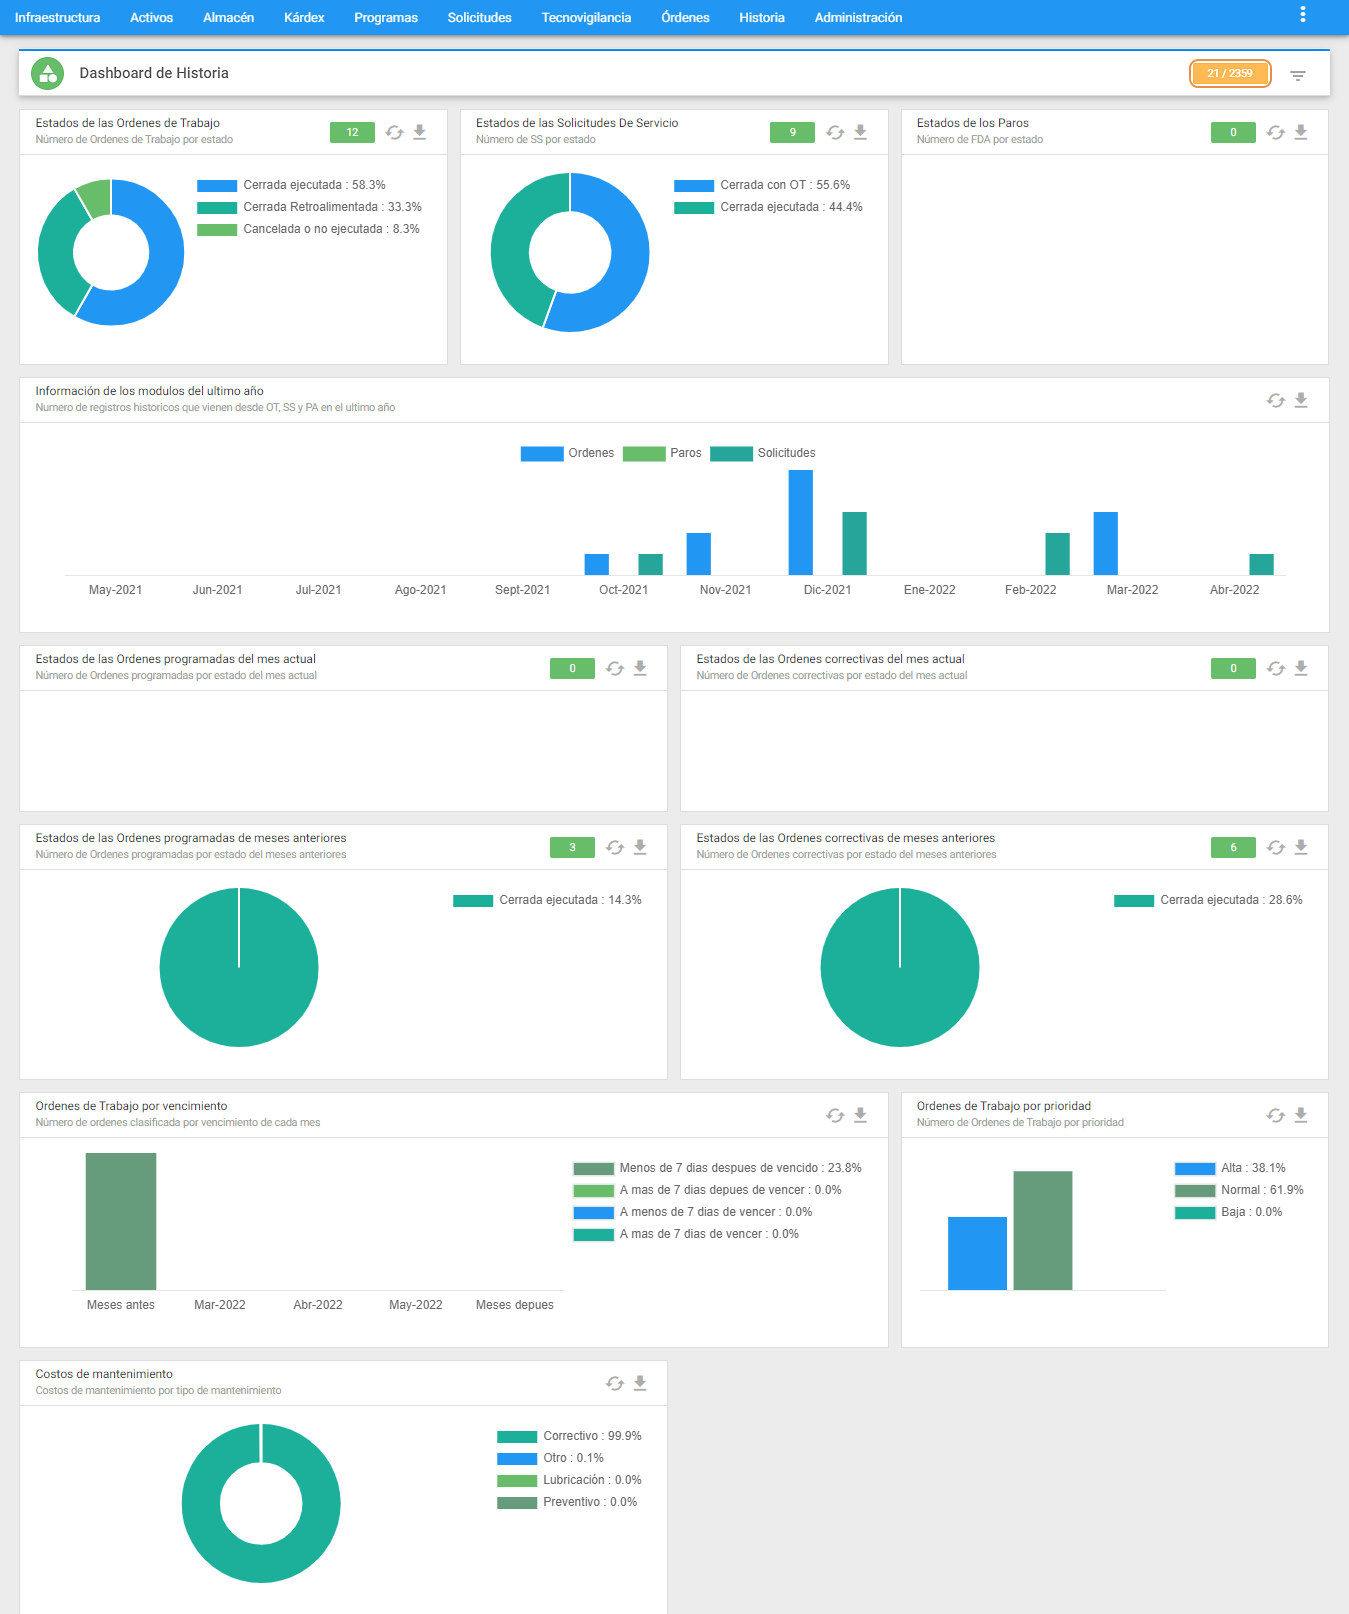 Infraestructura Activos Almacén Kárdex Programas Solicitudes Tecnovigilancia Órdenes Historia Administración
Dashboard de Historia
21 / 2359
Estados de las Ordenes de Trabajo
Número de Ordenes de Trabajo por estado
12
Cerrada ejecutada : 58.3%
Cerrada Retroalimentada : 33.3%
Cancelada o no ejecutada : 8.3%
Estados de las Solicitudes De Servicio
Número de SS por estado
9
Cerrada con OT : 55.6%
Cerrada ejecutada : 44.4%
Estados de los Paros
Número de FDA por estado
0
Información de los modulos del ultimo año
Numero de registros historicos que vienen desde OT, SS y PA en el ultimo año
Ordenes Paros Solicitudes
May-2021 Jun-2021 Jul-2021 Ago-2021 Sept-2021 Oct-2021 Nov-2021 Dic-2021 Ene-2022 Feb-2022 Mar-2022 Abr-2022
Estados de las Ordenes programadas del mes actual
Número de Ordenes programadas por estado del mes actual
0
Estados de las Ordenes correctivas del mes actual
Número de Ordenes correctivas por estado del mes actual
0
Estados de las Ordenes programadas de meses anteriores
Número de Ordenes programadas por estado del meses anteriores
3
Cerrada ejecutada : 14.3%
Estados de las Ordenes correctivas de meses anteriores
Número de Ordenes correctivas por estado del meses anteriores
6
Cerrada ejecutada : 28.6%
Ordenes de Trabajo por vencimiento
Número de ordenes clasificada por vencimiento de cada mes
Menos de 7 dias despues de vencido : 23.8%
A mas de 7 dias depues de vencer : 0.0%
A menos de 7 dias de vencer : 0.0%
A mas de 7 dias de vencer : 0.0%
Meses antes Mar-2022 Abr-2022 May-2022 Meses depues
Ordenes de Trabajo por prioridad
Número de Ordenes de Trabajo por prioridad
Alta : 38.1%
Normal : 61.9%
Baja : 0.0%
Costos de mantenimiento
Costos de mantenimiento por tipo de mantenimiento
Correctivo : 99.9%
Otro : 0.1%
Lubricación : 0.0%
Preventivo : 0.0%